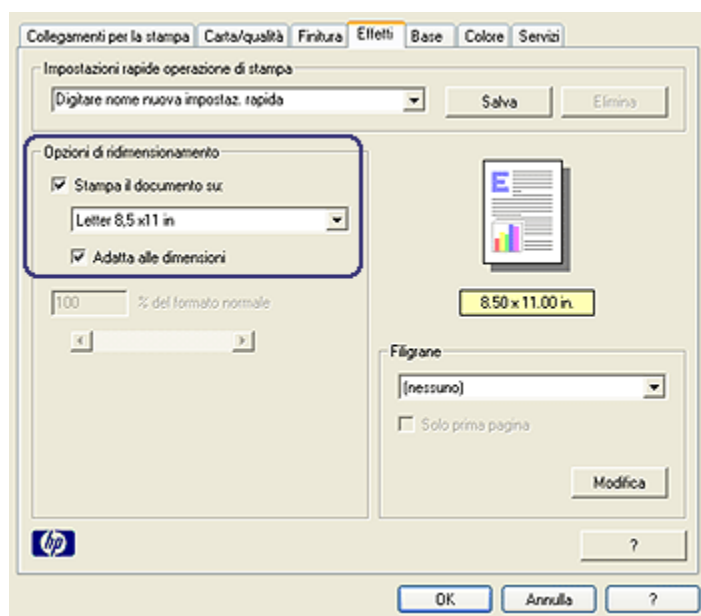 Collegamenti per la stampa Carta/qualità Finitura Effetti Base Colore Servizi
Impostazioni rapide operazione di stampa
Digitare nome nuova impostaz. rapida Salva Elimina
Opzioni di ridimensionamento
Stampa il documento su:
Letter 8,5 x11 in
Adatta alle dimensioni
100 % del formato normale
E
8.50 x 11.00 in.
Filigrane
(nessuno)
Solo prima pagina
Modifica
hp ?
OK Annulla ?